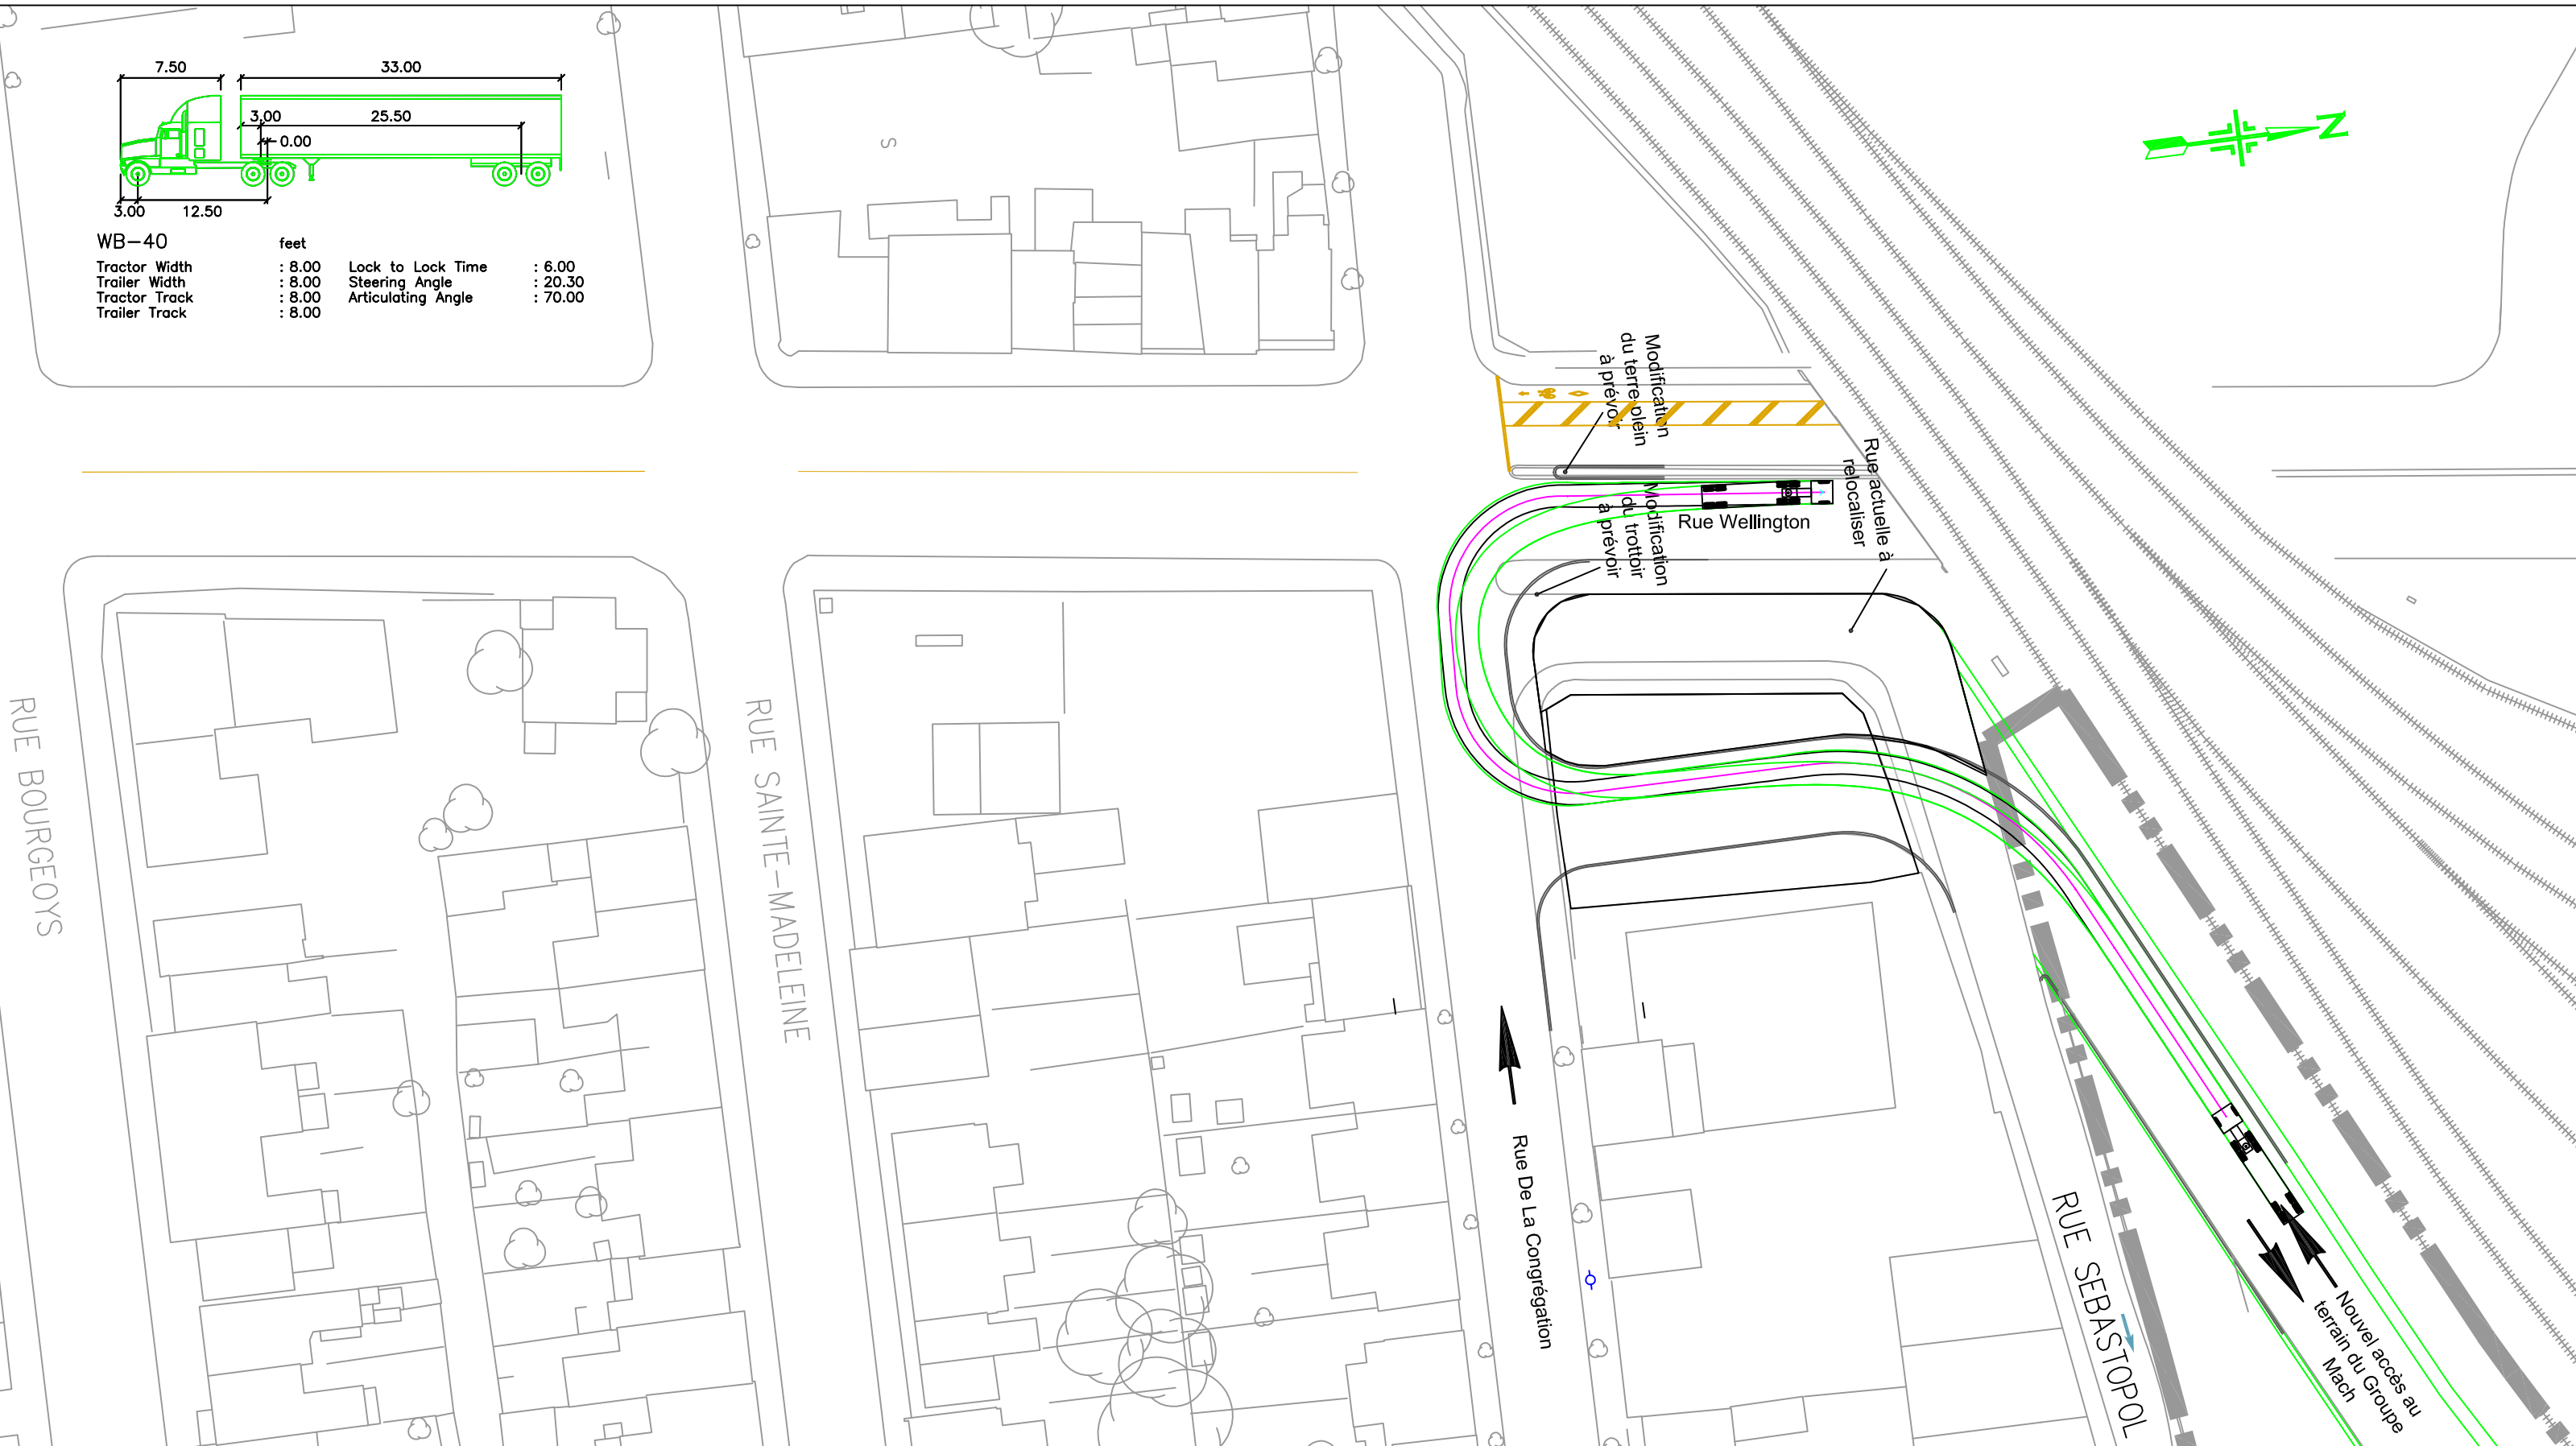 7.50
33.00
3.00
25.50
0.00
3.00
12.50
WB-40
feet
Tractor Width : 8.00 Lock to Lock Time : 6.00
Trailer Width : 8.00 Steering Angle : 20.30
Tractor Track : 8.00 Articulating Angle : 70.00
Trailer Track : 8.00
S
N
Modification
du terre-plein
à prévoir
Rue actuelle à
relocaliser
Modification
du trottoir
à prévoir
Rue Wellington
RUE BOURGEOYS
RUE SAINTE-MADELEINE
Rue De La Congrégation
RUE SEBASTOPOL
Nouvel accès au
terrain du Groupe
Mach